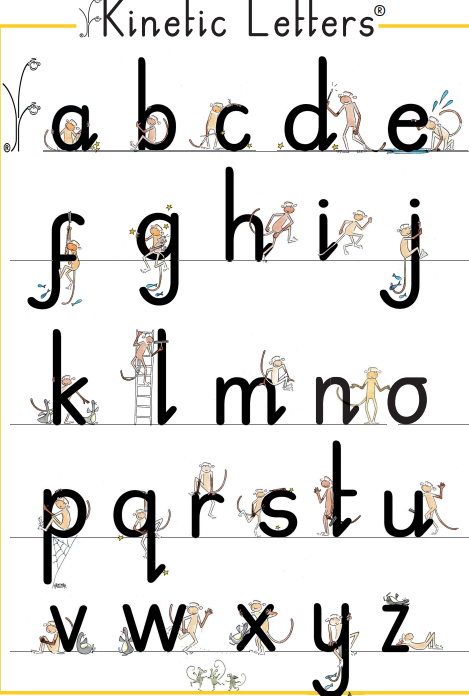 Kinetic Letters®
a b c d e
f g h i j
k l m n o
p q r s t u
v w x y z